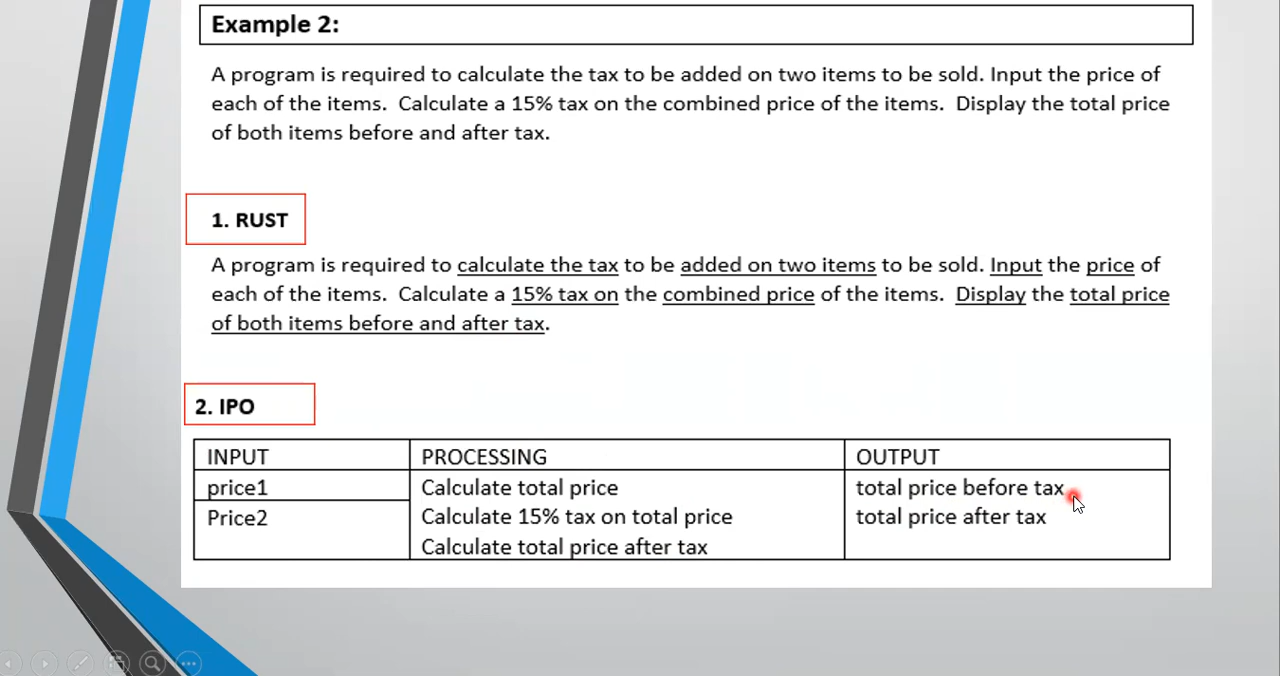 Example 2:
A program is required to calculate the tax to be added on two items to be sold. Input the price of
each of the items. Calculate a 15% tax on the combined price of the items. Display the total price
of both items before and after tax.
1. RUST
A program is required to calculate the tax to be added on two items to be sold. Input the price of
each of the items. Calculate a 15% tax on the combined price of the items. Display the total price
of both items before and after tax.
2. IPO
INPUT PROCESSING OUTPUT
price1 Calculate total price total price before tax
Price2 Calculate 15% tax on total price total price after tax
Calculate total price after tax